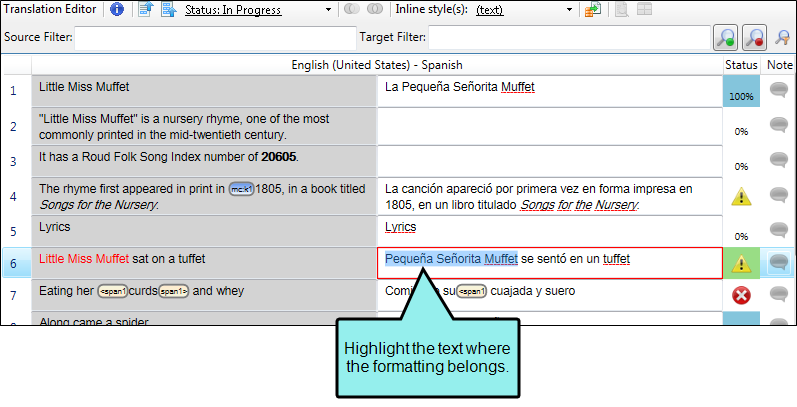 Translation Editor Status: In Progress Inline style(s): (text)
Source Filter: Target Filter:
English (United States) - Spanish Status Note
1 Little Miss Muffet La Pequeña Señorita Muffet 100%
2 "Little Miss Muffet" is a nursery rhyme, one of the most
commonly printed in the mid-twentieth century. 0%
3 It has a Roud Folk Song Index number of 20605. 0%
4 The rhyme first appeared in print in mc:k1 1805, in a book titled La canción apareció por primera vez en forma impresa en
Songs for the Nursery. 1805, en un libro titulado Songs for the Nursery.
5 Lyrics Lyrics 0%
6 Little Miss Muffet sat on a tuffet Pequeña Señorita Muffet se sentó en un tuffet
7 Eating her <span1 curds span1> and whey su <span1 cuajada y suero
Along came a spider
Highlight the text where
the formatting belongs.